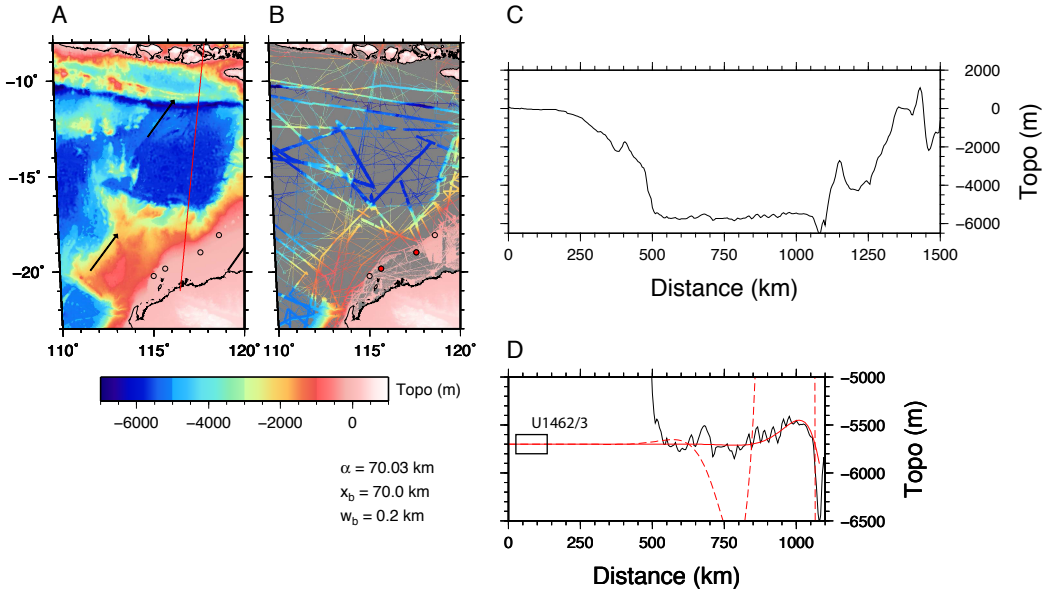 A
B
C
−10°
−15°
−20°
110°
115°
120°
110°
115°
120°
Topo (m)
−6000
−4000
−2000
0
α = 70.03 km
x_b = 70.0 km
w_b = 0.2 km
2000
0
−2000
−4000
−6000
Topo (m)
0
250
500
750
1000
1250
1500
Distance (km)
D
U1462/3
−5000
−5500
−6000
−6500
Topo (m)
0
250
500
750
1000
Distance (km)